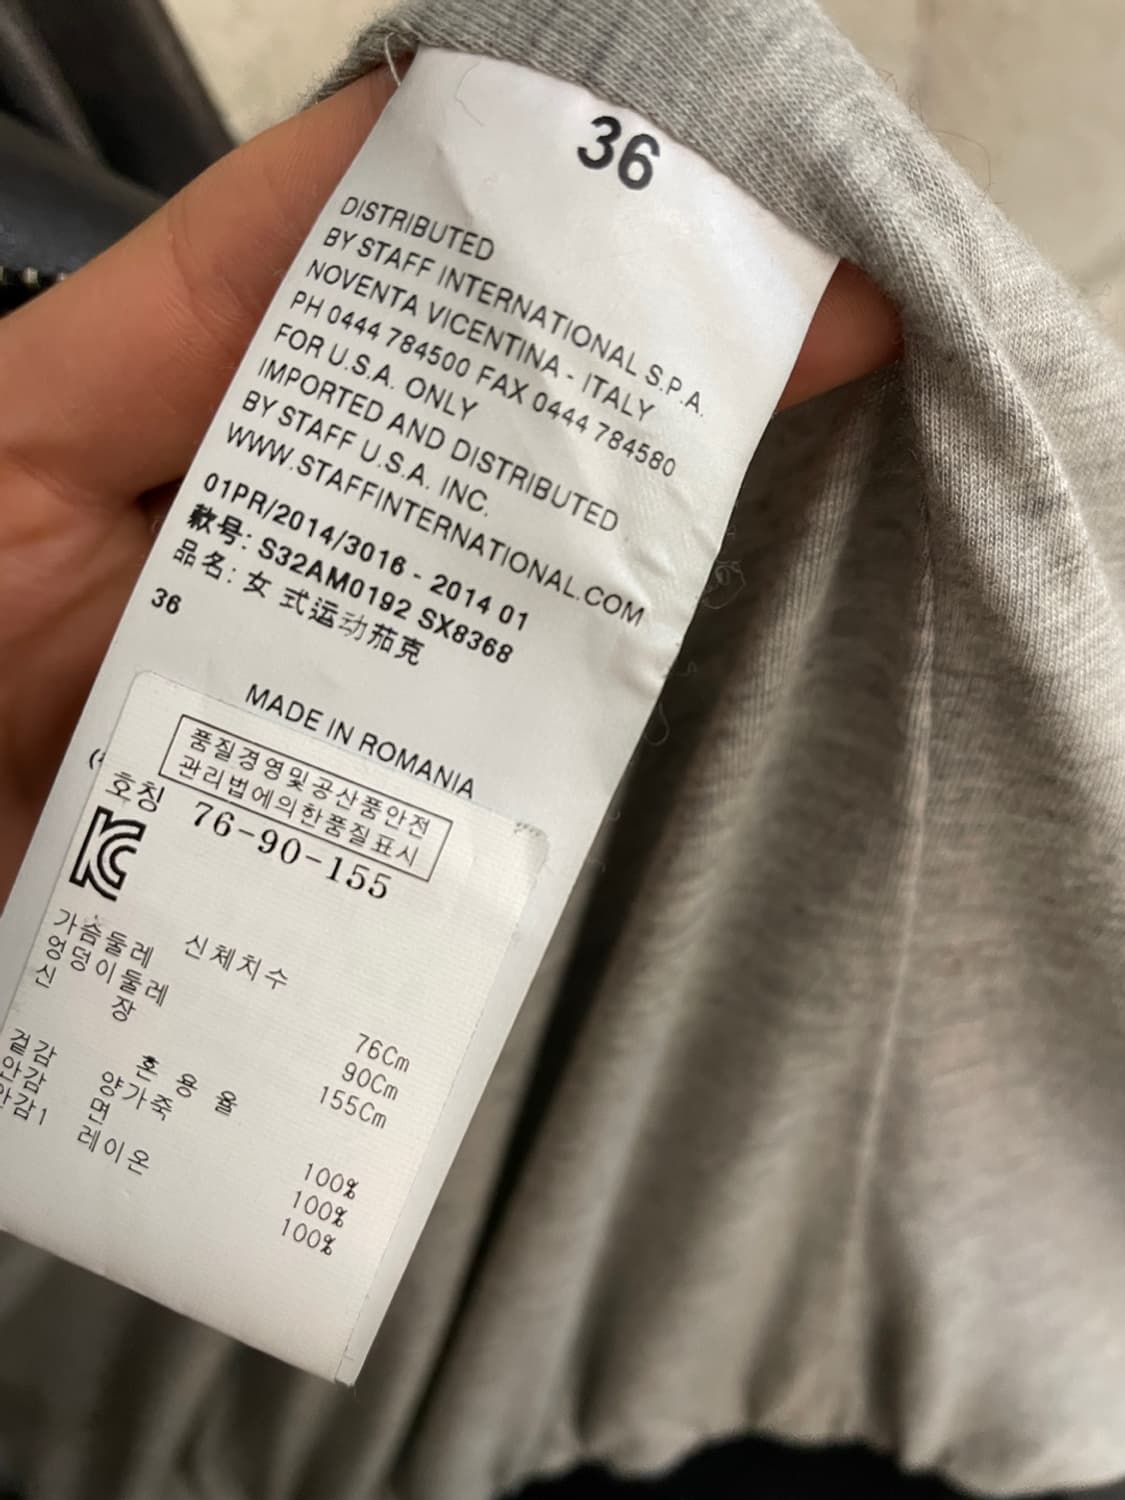 36
DISTRIBUTED
BY STAFF INTERNATIONAL S.P.A.
NOVENTA VICENTINA - ITALY
PH 0444 784500 FAX 0444 784580
FOR U.S.A. ONLY
IMPORTED AND DISTRIBUTED
BY STAFF U.S.A. INC.
WWW.STAFFINTERNATIONAL.COM
01PR/2014/3016 - 2014 01
款号: S32AM0192 SX8368
品名: 女 式运动茄克
36
MADE IN ROMANIA
품질경영및공산품안전
관리법에의한품질표시
호칭 76-90-155
신체치수
가슴둘레 76Cm
엉덩이둘레 90Cm
신 장 155Cm
혼 용 율
겉감 양가죽 100%
안감 면 100%
안감1 레이온 100%